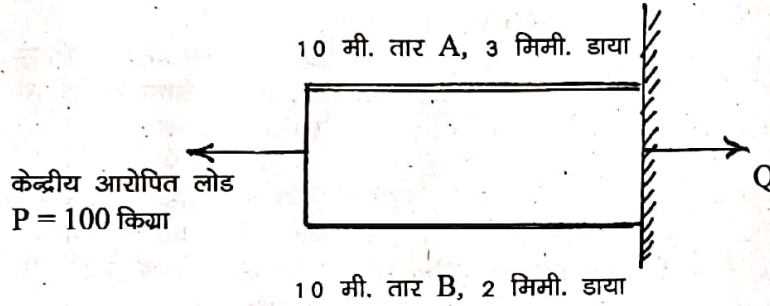 10 मी. तार A, 3 मिमी. डाया
केन्द्रीय आरोपित लोड
P = 100 किग्रा
Q
10 मी. तार B, 2 मिमी. डाया